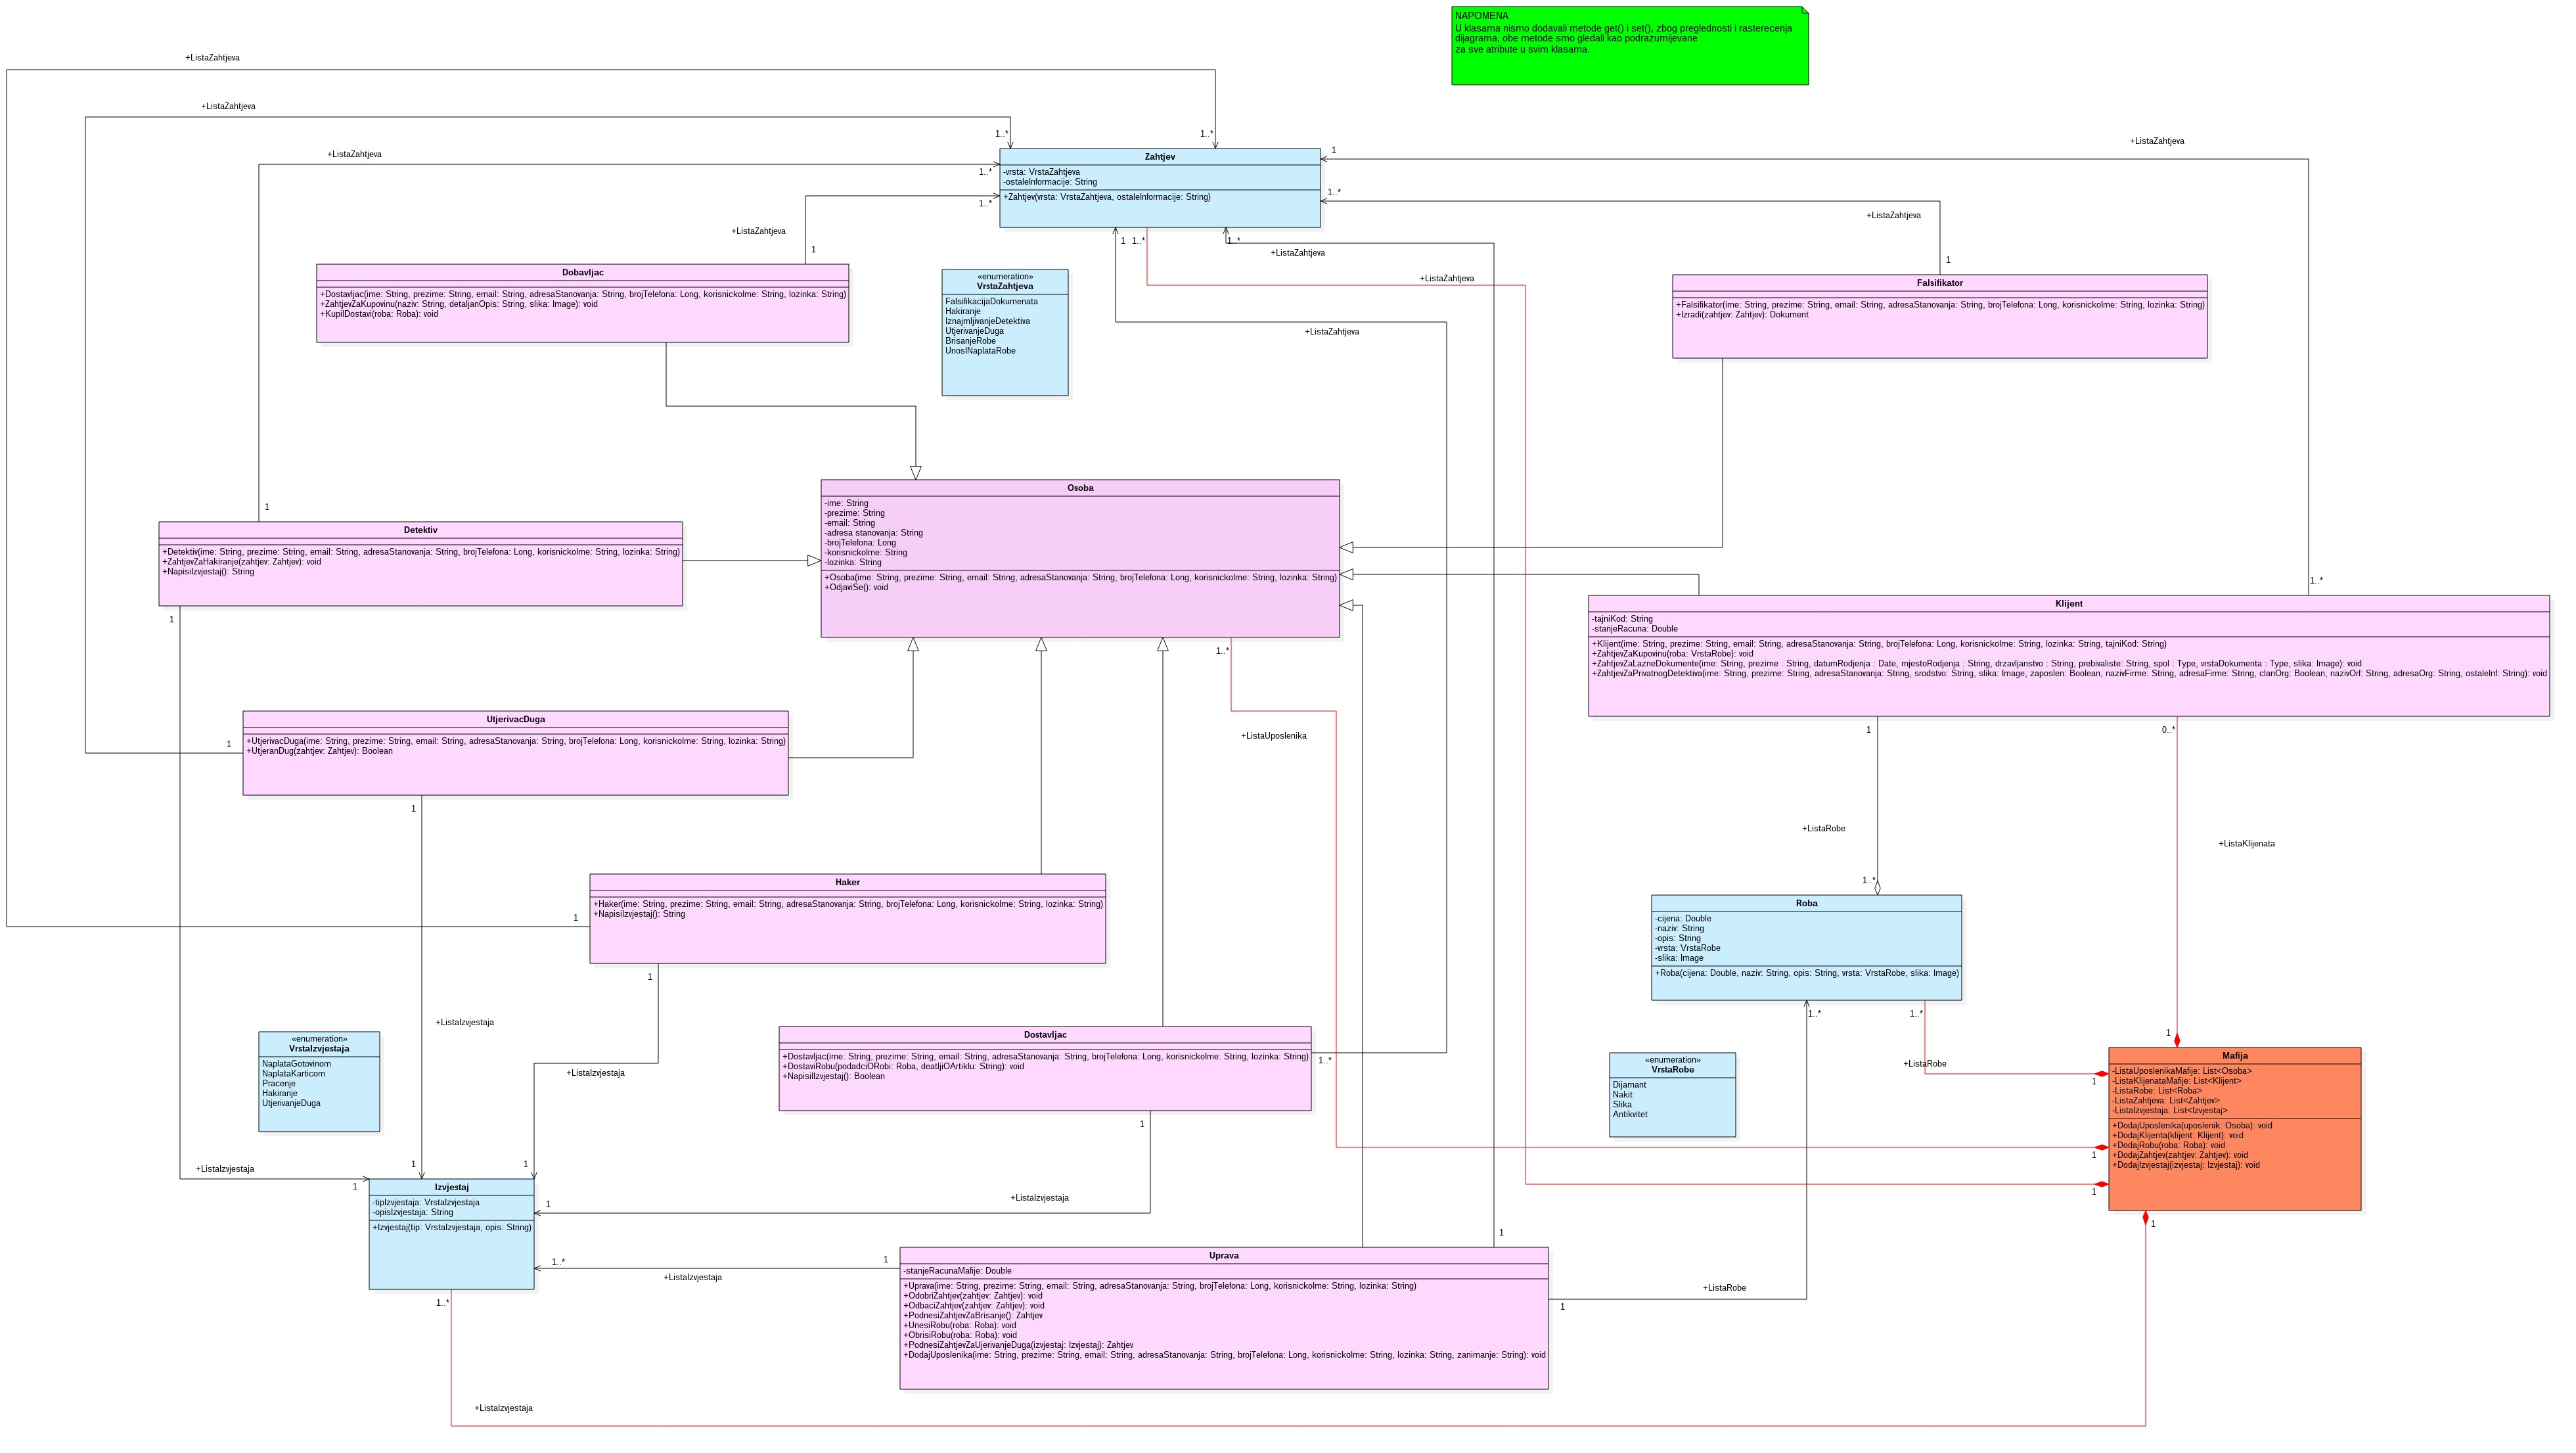 NAPOMENA
U klasama nismo dodavali metode get() i set(), zbog preglednosti i rasterecenja
dijagrama, obe metode smo gledali kao podrazumijevane
za sve atribute u svim klasama.
+ListaZahtjeva
+ListaZahtjeva
1..*
1..*
+ListaZahtjeva
1..*
Zahtjev
-vrsta: VrstaZahtjeva
-ostaleInformacije: String
+Zahtjev(vrsta: VrstaZahtjeva, ostaleInformacije: String)
1
+ListaZahtjeva
1..*
1..*
+ListaZahtjeva
+ListaZahtjeva
1
1
1..*
1..*
+ListaZahtjeva
+ListaZahtjeva
1
Dobavljac
+Dostavljac(ime: String, prezime: String, email: String, adresaStanovanja: String, brojTelefona: Long, korisnickoIme: String, lozinka: String)
+ZahtjevZaKupovinu(naziv: String, detaljanOpis: String, slika: Image): void
+KupiIDostavi(roba: Roba): void
«enumeration»
VrstaZahtjeva
FalsifikacijaDokumenata
Hakiranje
IznajmljivanjeDetektiva
UtjerivanjeDuga
BrisanjeRobe
UnosINaplataRobe
+ListaZahtjeva
Falsifikator
+Falsifikator(ime: String, prezime: String, email: String, adresaStanovanja: String, brojTelefona: Long, korisnickoIme: String, lozinka: String)
+Izradi(zahtjev: Zahtjev): Dokument
1
Detektiv
+Detektiv(ime: String, prezime: String, email: String, adresaStanovanja: String, brojTelefona: Long, korisnickoIme: String, lozinka: String)
+ZahtjevZaHakiranje(zahtjev: Zahtjev): void
+NapisiIzvjestaj(): String
1
Osoba
-ime: String
-prezime: String
-email: String
-adresa stanovanja: String
-brojTelefona: Long
-korisnickoIme: String
-lozinka: String
+Osoba(ime: String, prezime: String, email: String, adresaStanovanja: String, brojTelefona: Long, korisnickoIme: String, lozinka: String)
+OdjaviSe(): void
1..*
+ListaUposlenika
1..*
Klijent
-tajniKod: String
-stanjeRacuna: Double
+Klijent(ime: String, prezime: String, email: String, adresaStanovanja: String, brojTelefona: Long, korisnickoIme: String, lozinka: String, tajniKod: String)
+ZahtjevZaKupovinu(roba: VrstaRobe): void
+ZahtjevZaLazneDokumente(ime: String, prezime : String, datumRodjenja : Date, mjestoRodjenja : String, drzavljanstvo : String, prebivaliste: String, spol : Type, vrstaDokumenta : Type, slika: Image): void
+ZahtjevZaPrivatnogDetektiva(ime: String, prezime: String, adresaStanovanja: String, srodstvo: String, slika: Image, zaposlen: Boolean, nazivFirme: String, adresaFirme: String, clanOrg: Boolean, nazivOrf: String, adresaOrg: String, ostaleInf: String): void
1
0..*
1
UtjerivacDuga
+UtjerivacDuga(ime: String, prezime: String, email: String, adresaStanovanja: String, brojTelefona: Long, korisnickoIme: String, lozinka: String)
+UtjeranDug(zahtjev: Zahtjev): Boolean
1
+ListaRobe
+ListaKlijenata
1
Haker
+Haker(ime: String, prezime: String, email: String, adresaStanovanja: String, brojTelefona: Long, korisnickoIme: String, lozinka: String)
+NapisiIzvjestaj(): String
1
1..*
Roba
-cijena: Double
-naziv: String
-opis: String
-vrsta: VrstaRobe
-slika: Image
+Roba(cijena: Double, naziv: String, opis: String, vrsta: VrstaRobe, slika: Image)
1..*
1..*
+ListaIzvjestaja
+ListaIzvjestaja
«enumeration»
VrstaIzvjestaja
NaplataGotovinom
NaplataKarticom
Pracenje
Hakiranje
UtjerivanjeDuga
Dostavljac
+Dostavljac(ime: String, prezime: String, email: String, adresaStanovanja: String, brojTelefona: Long, korisnickoIme: String, lozinka: String)
+DostaviRobu(podadciORobi: Roba, deatljiOArtiklu: String): void
+NapisiIIzvjestaj(): Boolean
1..*
1
«enumeration»
VrstaRobe
Dijamant
Nakit
Slika
Antikvitet
+ListaRobe
1
1
1
1
Mafija
-ListaUposlenikaMafije: List<Osoba>
-ListaKlijenataMafije: List<Klijent>
-ListaRobe: List<Roba>
-ListaZahtjeva: List<Zahtjev>
-ListaIzvjestaja: List<Izvjestaj>
+DodajUposlenika(uposlenik: Osoba): void
+DodajKlijenta(klijent: Klijent): void
+DodajRobu(roba: Roba): void
+DodajZahtjev(zahtjev: Zahtjev): void
+DodajIzvjestaj(izvjestaj: Izvjestaj): void
1
+ListaIzvjestaja
1
1
1
Izvjestaj
-tipIzvjestaja: VrstaIzvjestaja
-opisIzvjestaja: String
+Izvjestaj(tip: VrstaIzvjestaja, opis: String)
1
+ListaIzvjestaja
1..*
+ListaIzvjestaja
1
1
1..*
Uprava
-stanjeRacunaMafije: Double
+Uprava(ime: String, prezime: String, email: String, adresaStanovanja: String, brojTelefona: Long, korisnickoIme: String, lozinka: String)
+OdobriZahtjev(zahtjev: Zahtjev): void
+OdbaciZahtjev(zahtjev: Zahtjev): void
+PodnesiZahtjevZaBrisanje(): Zahtjev
+UnesiRobu(roba: Roba): void
+ObrisiRobu(roba: Roba): void
+PodnesiZahtjevZaUjerivanjeDuga(izvjestaj: Izvjestaj): Zahtjev
+DodajUposlenika(ime: String, prezime: String, email: String, adresaStanovanja: String, brojTelefona: Long, korisnickoIme: String, lozinka: String, zanimanje: String): void
+ListaRobe
1
+ListaIzvjestaja